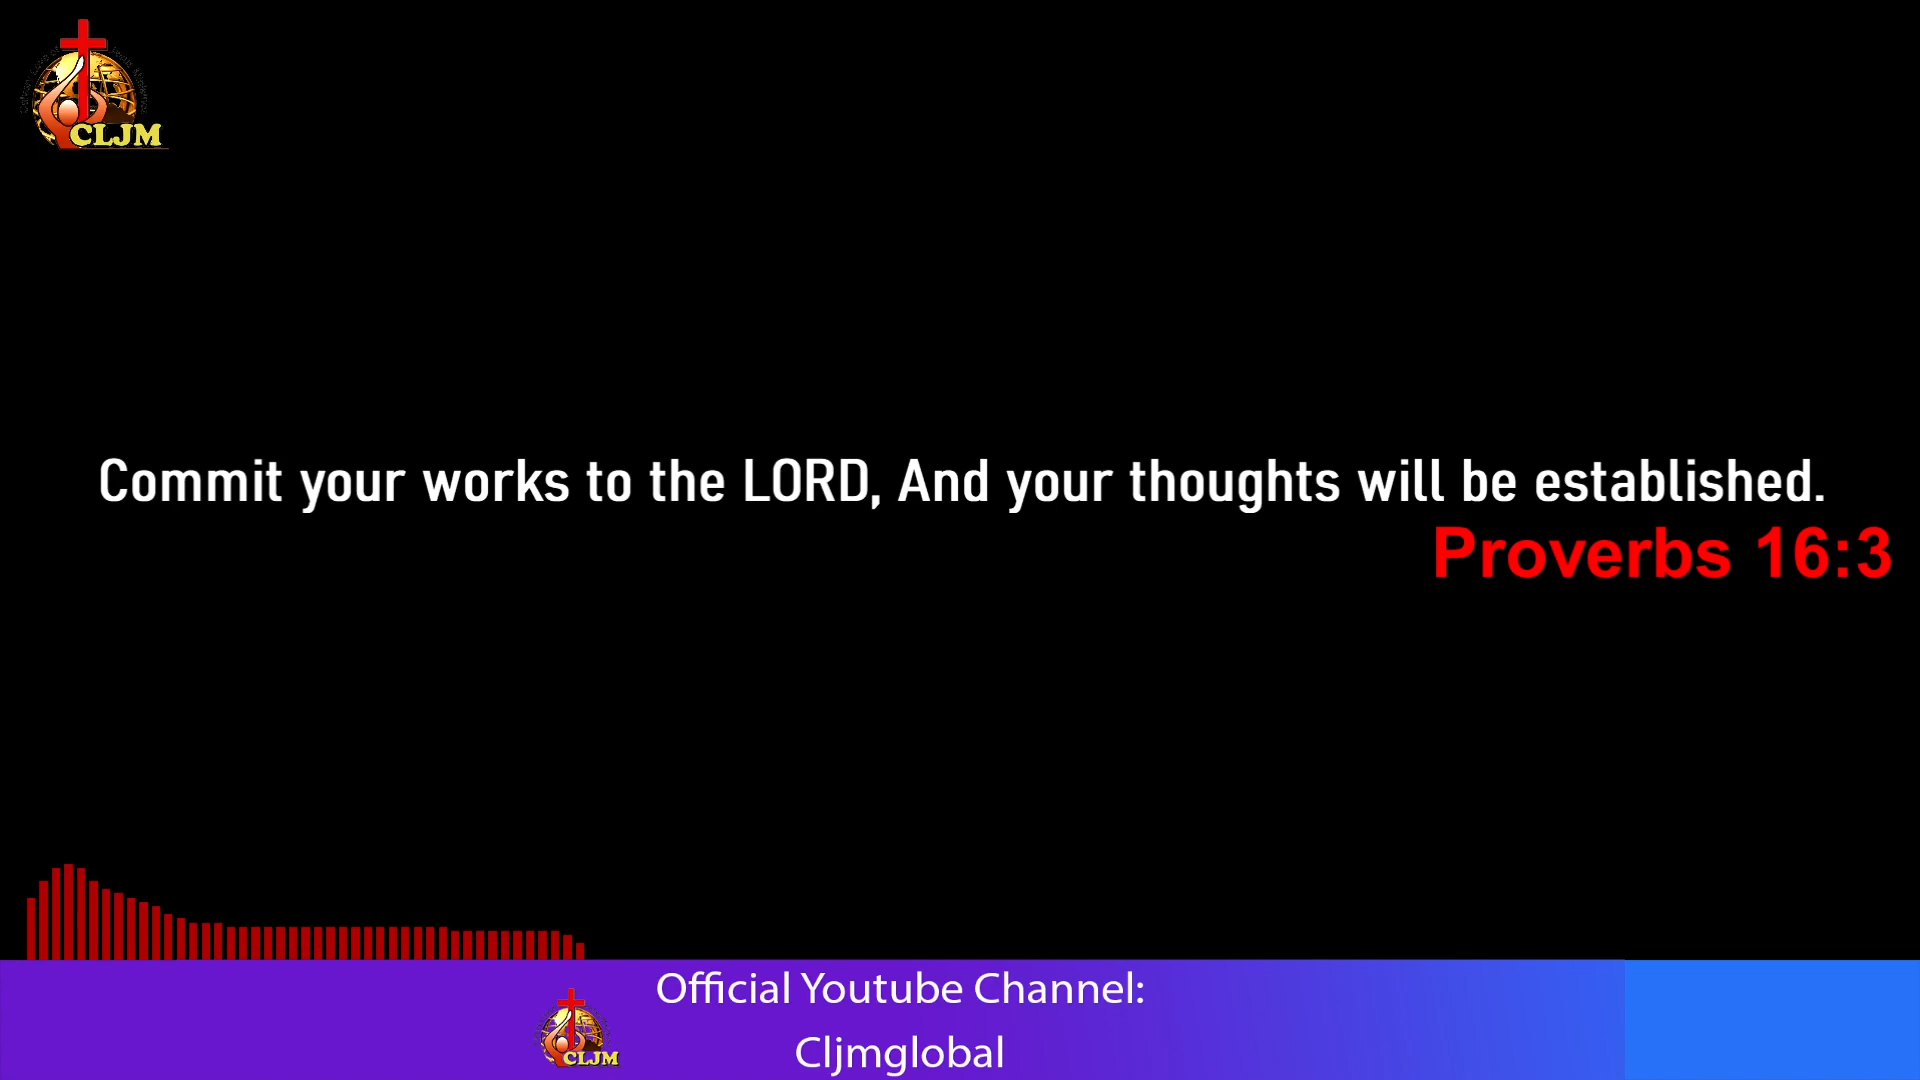 CLJM
Commit your works to the LORD, And your thoughts will be established.
Proverbs 16:3
Official Youtube Channel:
CLJM
Cljmglobal